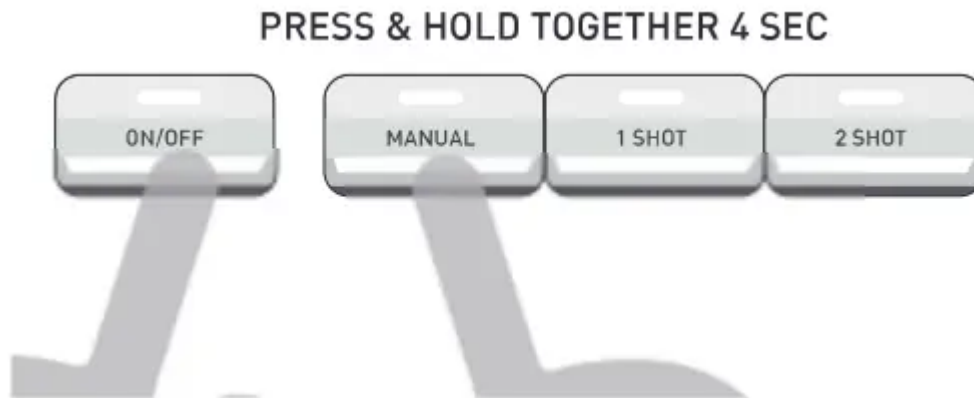 PRESS & HOLD TOGETHER 4 SEC
ON/OFF MANUAL 1 SHOT 2 SHOT